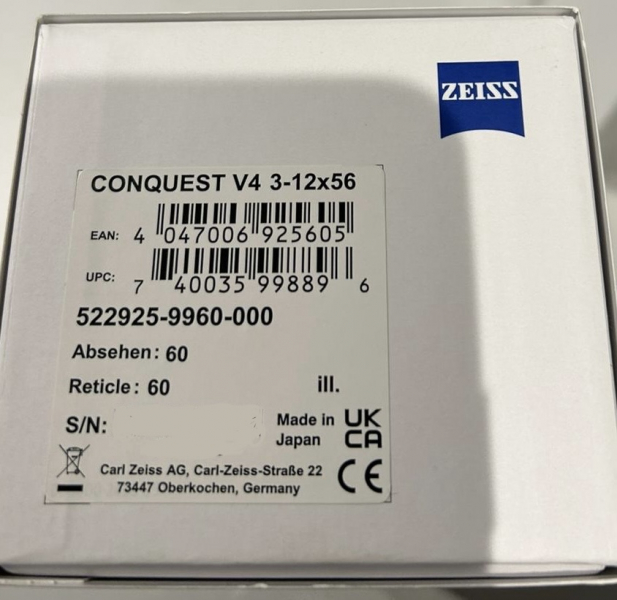 ZEISS
CONQUEST V4 3-12x56
EAN: 4 047006 925605
UPC: 7 40035 99889 6
522925-9960-000
Absehen: 60
Reticle: 60 ill.
S/N:
Made in UK
Japan CA
Carl Zeiss AG, Carl-Zeiss-Straße 22
73447 Oberkochen, Germany
CE